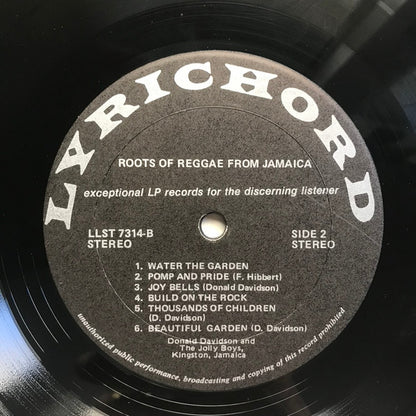 LYRICHORD
ROOTS OF REGGAE FROM JAMAICA
exceptional LP records for the discerning listener
LLST 7314-B SIDE 2
STEREO STEREO
1. WATER THE GARDEN
2. POMP AND PRIDE (F. Hibbert)
3. JOY BELLS (Donald Davidson)
4. BUILD ON THE ROCK
5. THOUSANDS OF CHILDREN
(D. Davidson)
6. BEAUTIFUL GARDEN (D. Davidson)
Donald Davidson and
The Jolly Boys,
Kingston, Jamaica
unauthorized public performance, broadcasting and copying of this record prohibited